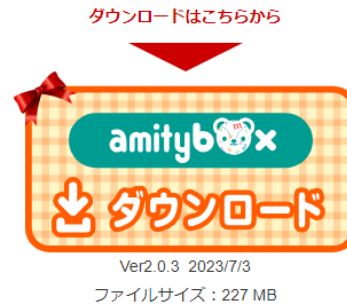 ダウンロードはこちらから
amitybox
ダウンロード
Ver2.0.3 2023/7/3
ファイルサイズ：227 MB